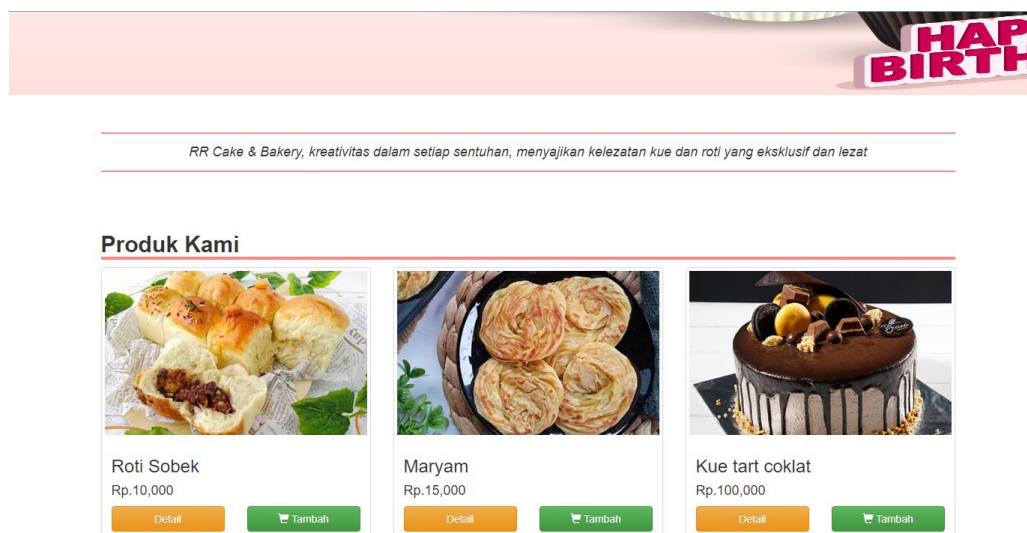 RR Cake & Bakery, kreativitas dalam setiap sentuhan, menyajikan kelezatan kue dan roti yang eksklusif dan lezat
Produk Kami
Roti Sobek
Rp.10,000
Detail
Tambah
Maryam
Rp.15,000
Detail
Tambah
Kue tart coklat
Rp.100,000
Detail
Tambah